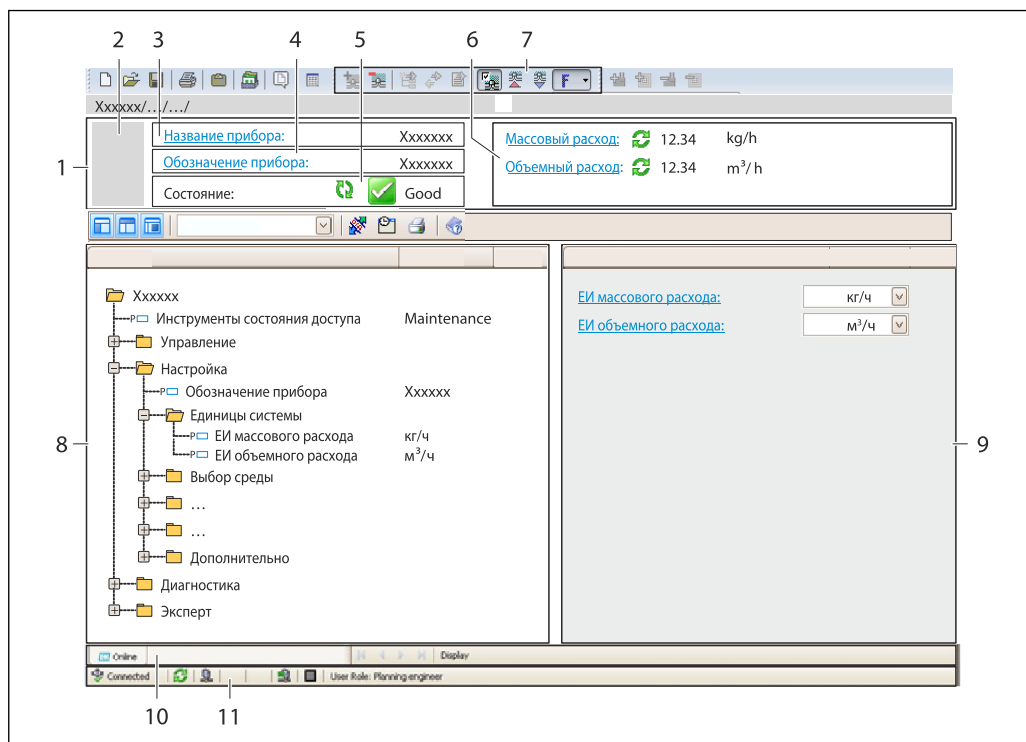 2 3 4 5 6 7
F
Xxxxxx/.../.../
1
Название прибора: Xxxxxxx
Обозначение прибора: Xxxxxxx
Состояние: Good
Массовый расход: 12.34 kg/h
Объемный расход: 12.34 m³/h
8
Xxxxxx
P Инструменты состояния доступа Maintenance
Управление
Настройка
P Обозначение прибора Xxxxxx
Единицы системы
P ЕИ массового расхода кг/ч
P ЕИ объемного расхода м³/ч
Выбор среды
...
...
Дополнительно
Диагностика
Эксперт
ЕИ массового расхода: кг/ч
ЕИ объемного расхода: м³/ч
9
Online Display
Connected User Role: Planning engineer
10 11